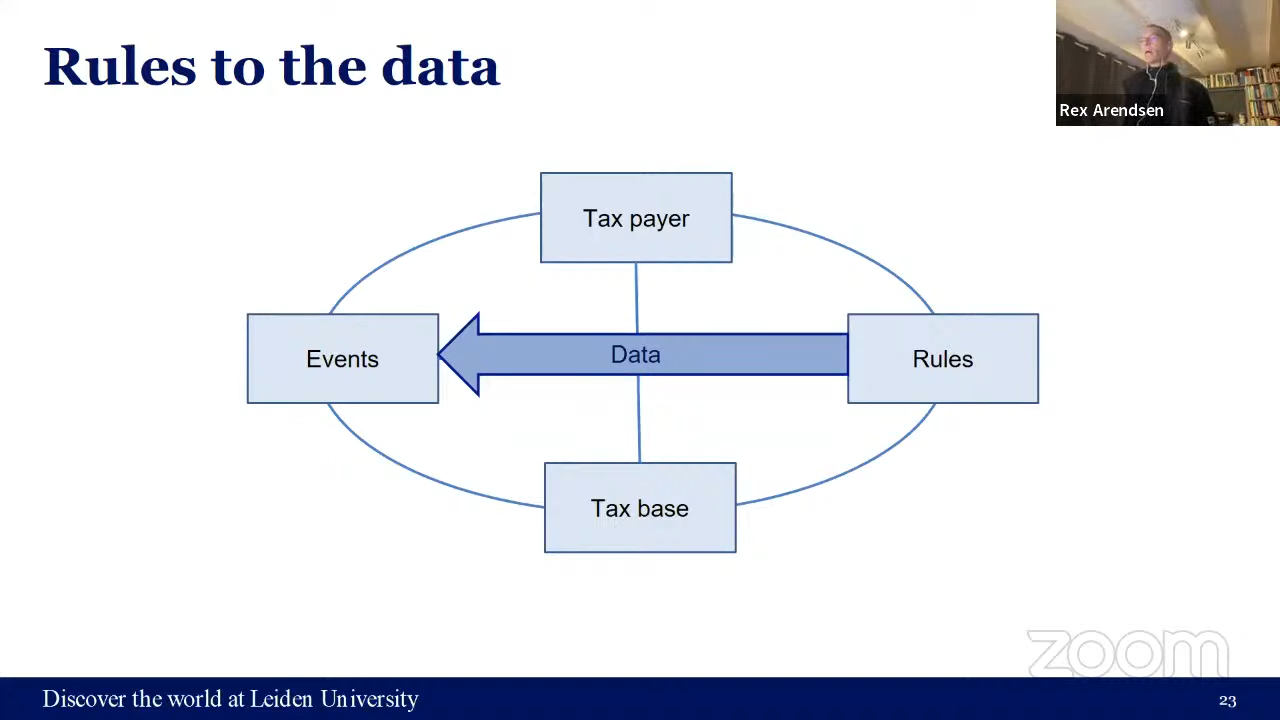 Rules to the data
Rex Arendsen
Tax payer
Events
Data
Rules
Tax base
zoom
Discover the world at Leiden University
23